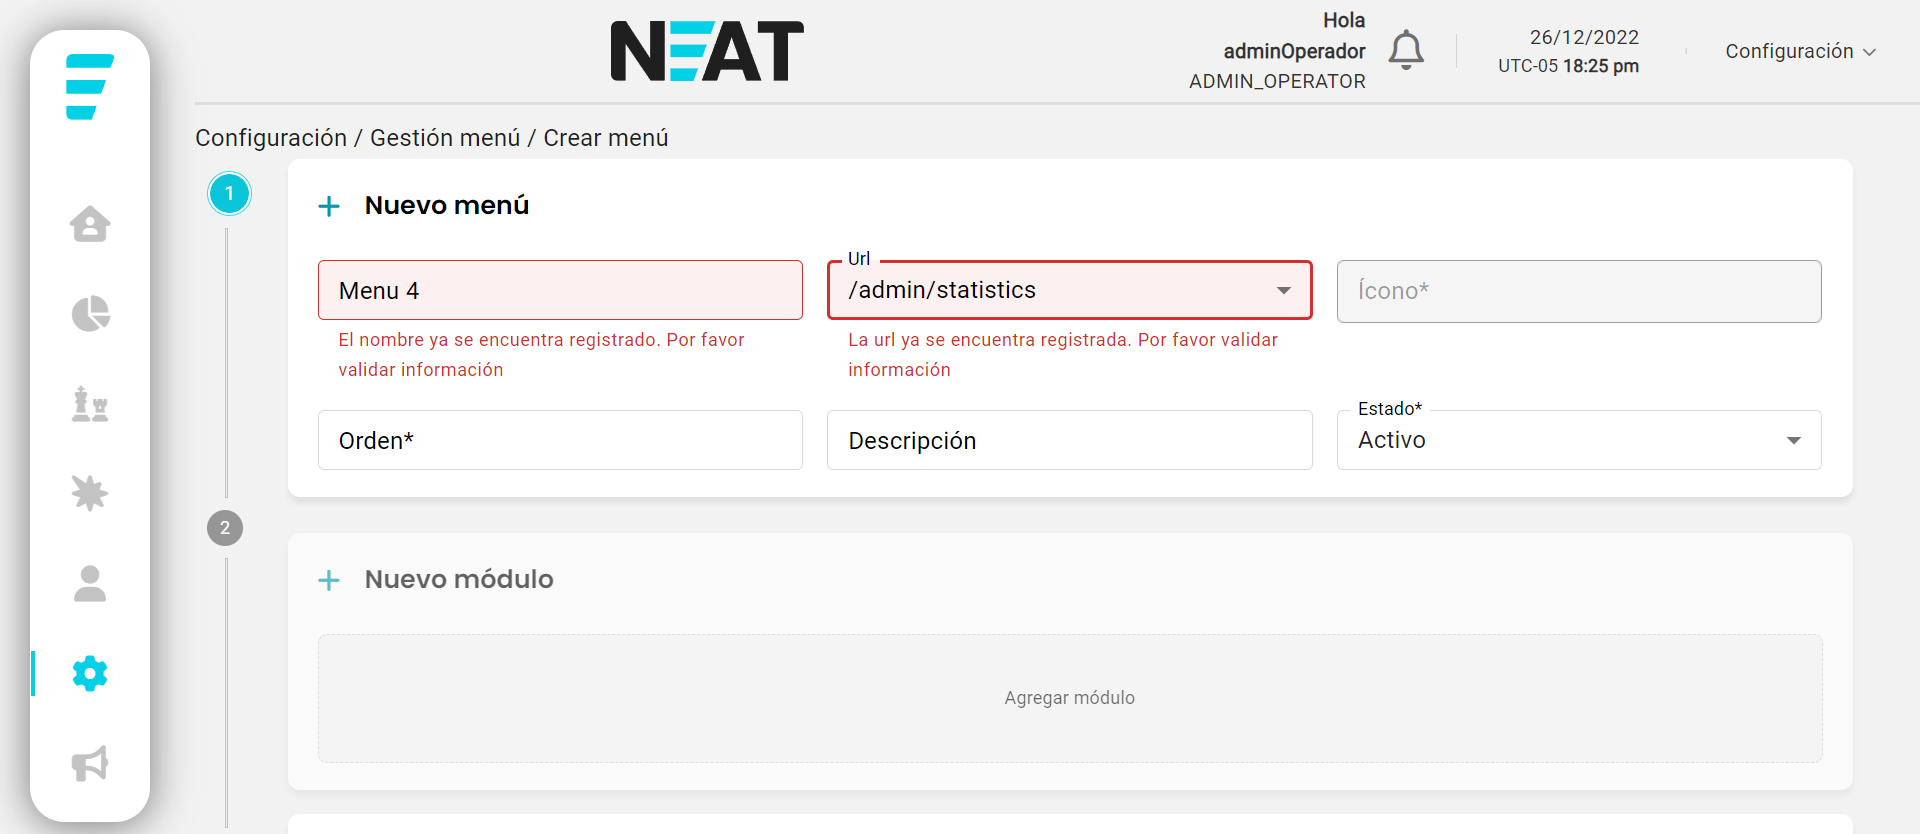 NEAT
Hola
adminOperador
ADMIN_OPERATOR
26/12/2022
UTC-05 18:25 pm
Configuración
Configuración / Gestión menú / Crear menú
1
Nuevo menú
Menu 4
El nombre ya se encuentra registrado. Por favor
validar información
Url
/admin/statistics
La url ya se encuentra registrada. Por favor validar
información
Ícono*
Orden*
Descripción
Estado*
Activo
2
Nuevo módulo
Agregar módulo